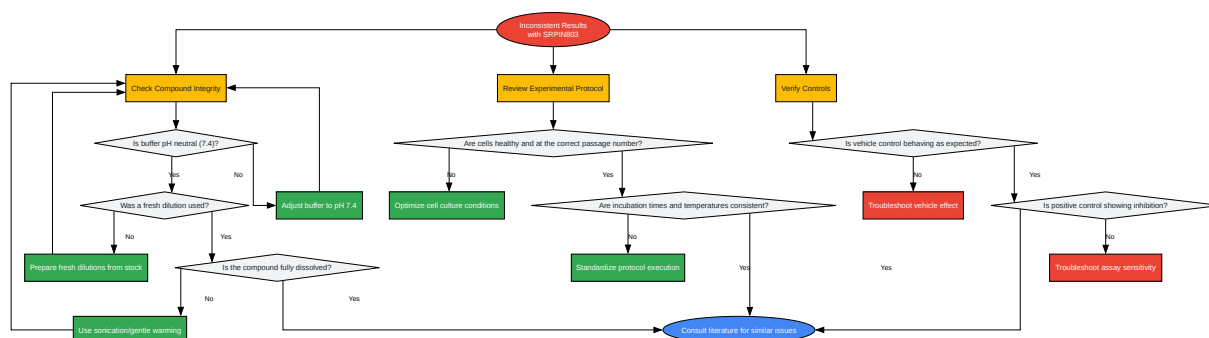 Inconsistent Results
with SRPIN803
Check Compound Integrity
Review Experimental Protocol
Verify Controls
Is buffer pH neutral (7.4)?
Are cells healthy and at the correct passage number?
Is vehicle control behaving as expected?
Yes
No
No
Yes
No
Yes
Was a fresh dilution used?
Adjust buffer to pH 7.4
Optimize cell culture conditions
Are incubation times and temperatures consistent?
Troubleshoot vehicle effect
Is positive control showing inhibition?
No
Yes
No
Yes
Yes
No
Prepare fresh dilutions from stock
Is the compound fully dissolved?
Standardize protocol execution
Troubleshoot assay sensitivity
No
Yes
Use sonication/gentle warming
Consult literature for similar issues